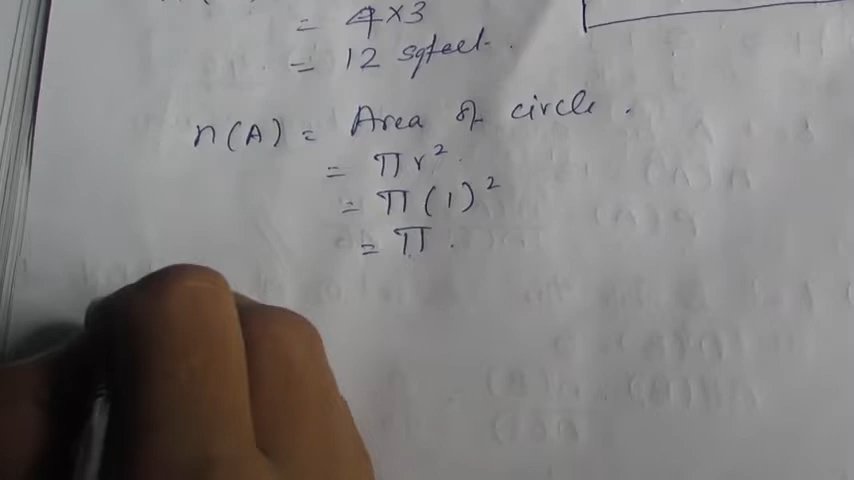 = 4×3
= 12 sqfeet.
n(A) = Area of circle.
= πr².
= π(1)²
= π.